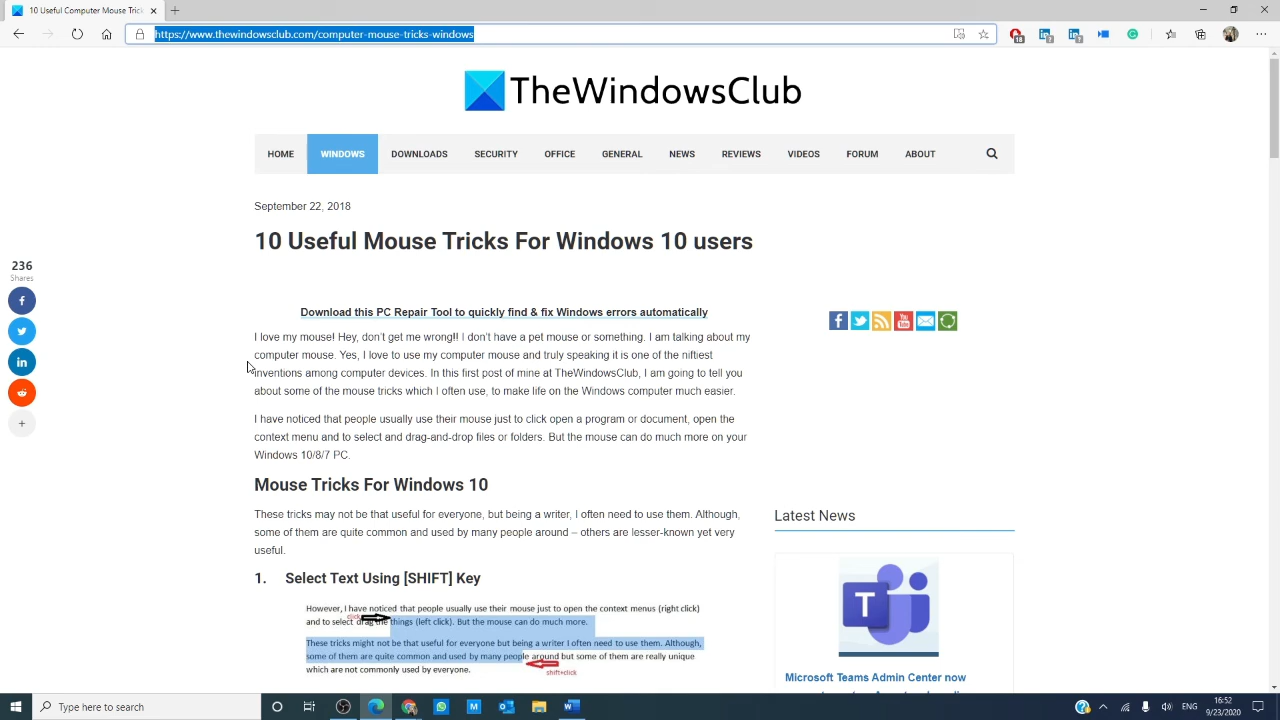 10 Useful Computer Mouse Tricks
https://www.thewindowsclub.com/computer-mouse-tricks-windows
TheWindowsClub
HOME WINDOWS DOWNLOADS SECURITY OFFICE GENERAL NEWS REVIEWS VIDEOS FORUM ABOUT
September 22, 2018
10 Useful Mouse Tricks For Windows 10 users
236
Shares
Download this PC Repair Tool to quickly find & fix Windows errors automatically
I love my mouse! Hey, don’t get me wrong!! I don’t have a pet mouse or something. I am talking about my
computer mouse. Yes, I love to use my computer mouse and truly speaking it is one of the niftiest
inventions among computer devices. In this first post of mine at TheWindowsClub, I am going to tell you
about some of the mouse tricks which I often use, to make life on the Windows computer much easier.
I have noticed that people usually use their mouse just to click open a program or document, open the
context menu and to select and drag-and-drop files or folders. But the mouse can do much more on your
Windows 10/8/7 PC.
Mouse Tricks For Windows 10
These tricks may not be that useful for everyone, but being a writer, I often need to use them. Although,
some of them are quite common and used by many people around – others are lesser-known yet very
useful.
1. Select Text Using [SHIFT] Key
However, I have noticed that people usually use their mouse just to open the context menus (right click)
click
and to select drag the things (left click). But the mouse can do much more.
These tricks might not be that useful for everyone but being a writer I often need to use them. Although,
some of them are quite common and used by many people around but some of them are really unique
which are not commonly used by everyone.
shift+click
Latest News
Microsoft Teams Admin Center now
Type here to search
ENG
16:52
9/23/2020